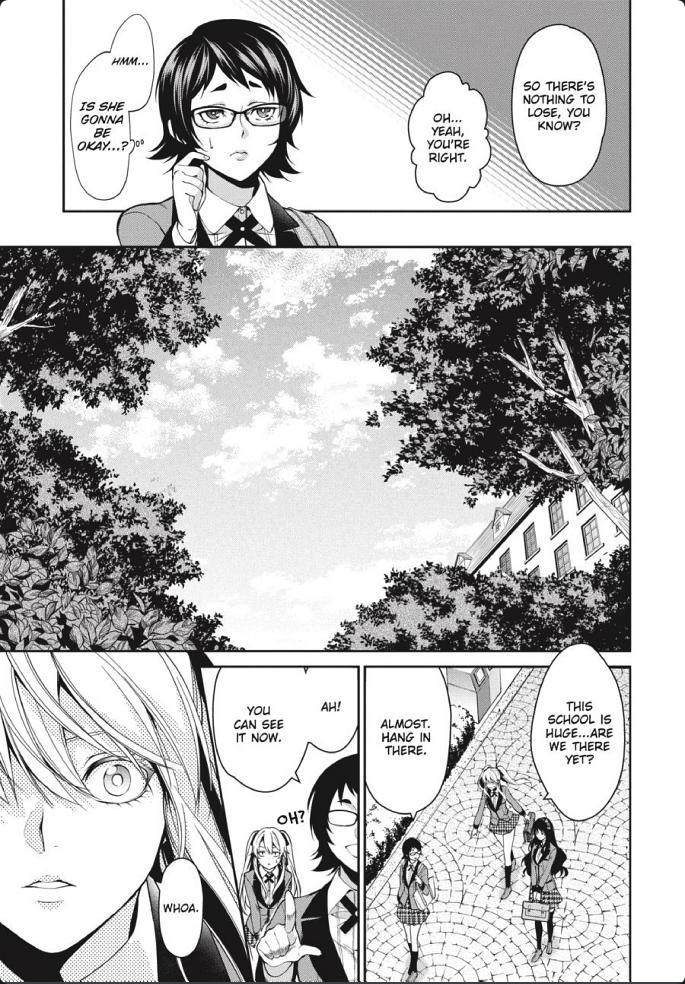 SO THERE'S
NOTHING TO
LOSE, YOU
KNOW?
OH...
YEAH,
YOU'RE
RIGHT.
HMM...
IS SHE
GONNA
BE
OKAY...?
THIS
SCHOOL IS
HUGE...ARE
WE THERE
YET?
ALMOST.
HANG IN
THERE.
AH!
YOU
CAN SEE
IT NOW.
OH?
WHOA.